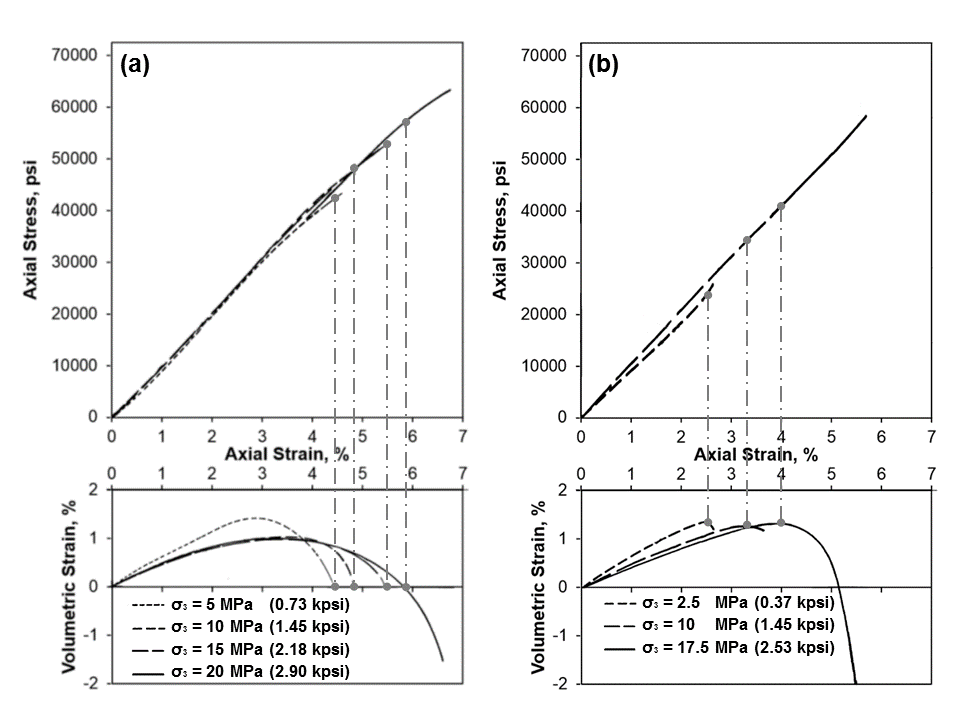 (a)
70000
60000
50000
40000
30000
20000
10000
0
Axial Stress, psi
0 1 2 3 4 5 6 7
Axial Strain, %
0 1 2 3 4 5 6 7
2
1
0
-1
-2
Volumetric Strain, %
σ3 = 5 MPa (0.73 kpsi)
σ3 = 10 MPa (1.45 kpsi)
σ3 = 15 MPa (2.18 kpsi)
σ3 = 20 MPa (2.90 kpsi)
(b)
70000
60000
50000
40000
30000
20000
10000
0
Axial Stress, psi
0 1 2 3 4 5 6 7
Axial Strain, %
0 1 2 3 4 5 6 7
2
1
0
-1
-2
Volumetric Strain, %
σ3 = 2.5 MPa (0.37 kpsi)
σ3 = 10 MPa (1.45 kpsi)
σ3 = 17.5 MPa (2.53 kpsi)